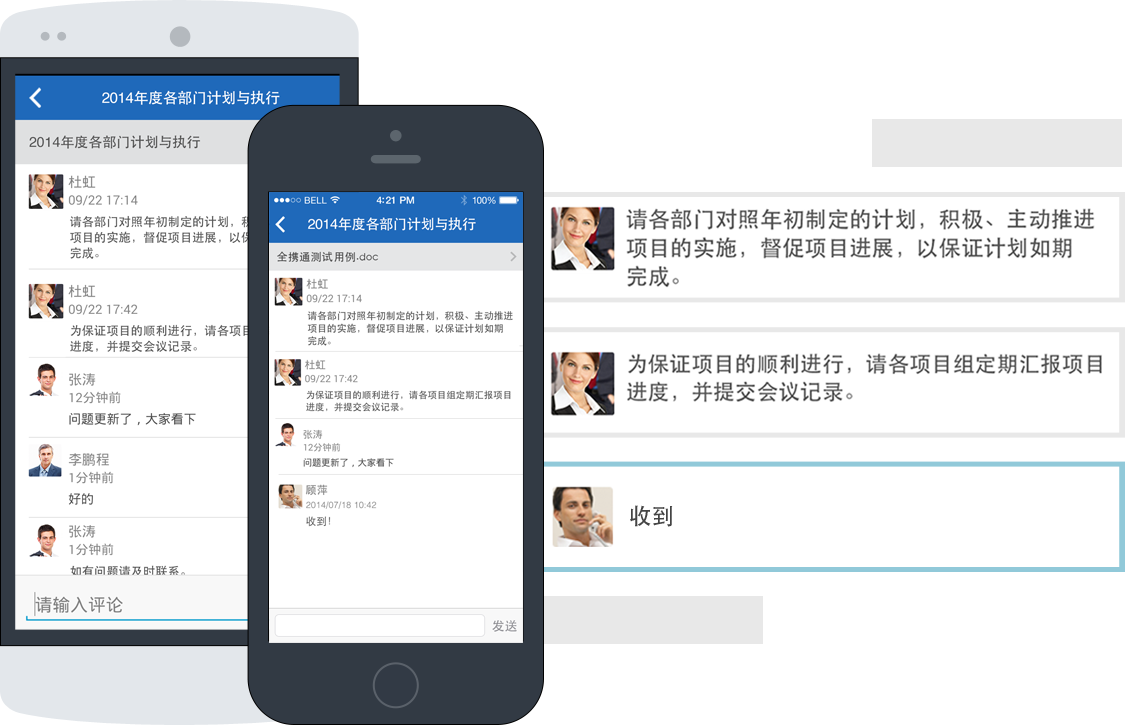 2014年度各部门计划与执行
2014年度各部门计划与执行
杜虹
09/22 17:14
请各部门对照年初制定的计划，
项目的实施，督促项目进展，
完成。
杜虹
09/22 17:42
为保证项目的顺利进行，请各项
进度，并提交会议记录。
张涛
12分钟前
问题更新了，大家看下
李鹏程
1分钟前
好的
张涛
1分钟前
如有问题请及时联系。
请输入评论
BELL 4:21 PM 100%
2014年度各部门计划与执行
全携通测试用例.doc
杜虹
09/22 17:14
请各部门对照年初制定的计划，积极、主动推进
项目的实施，督促项目进展，以保证计划如期
完成。
杜虹
09/22 17:42
为保证项目的顺利进行，请各项目组定期汇报项目
进度，并提交会议记录。
张涛
12分钟前
问题更新了，大家看下
顾萍
2014/07/18 10:42
收到！
发送
请各部门对照年初制定的计划，积极、主动推进
项目的实施，督促项目进展，以保证计划如期
完成。
为保证项目的顺利进行，请各项目组定期汇报项目
进度，并提交会议记录。
收到